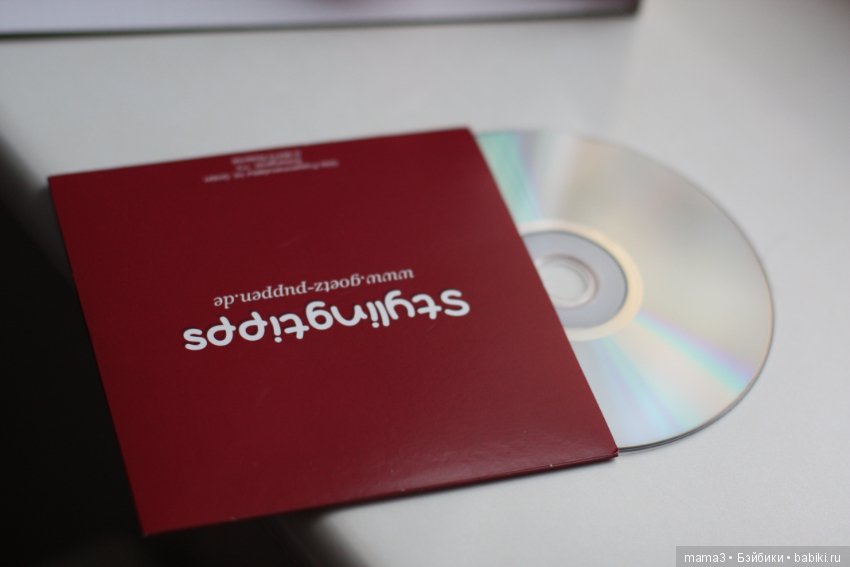 Stylingtipps
www.goetz-puppen.de
mama3 • Бэйбики • babiki.ru